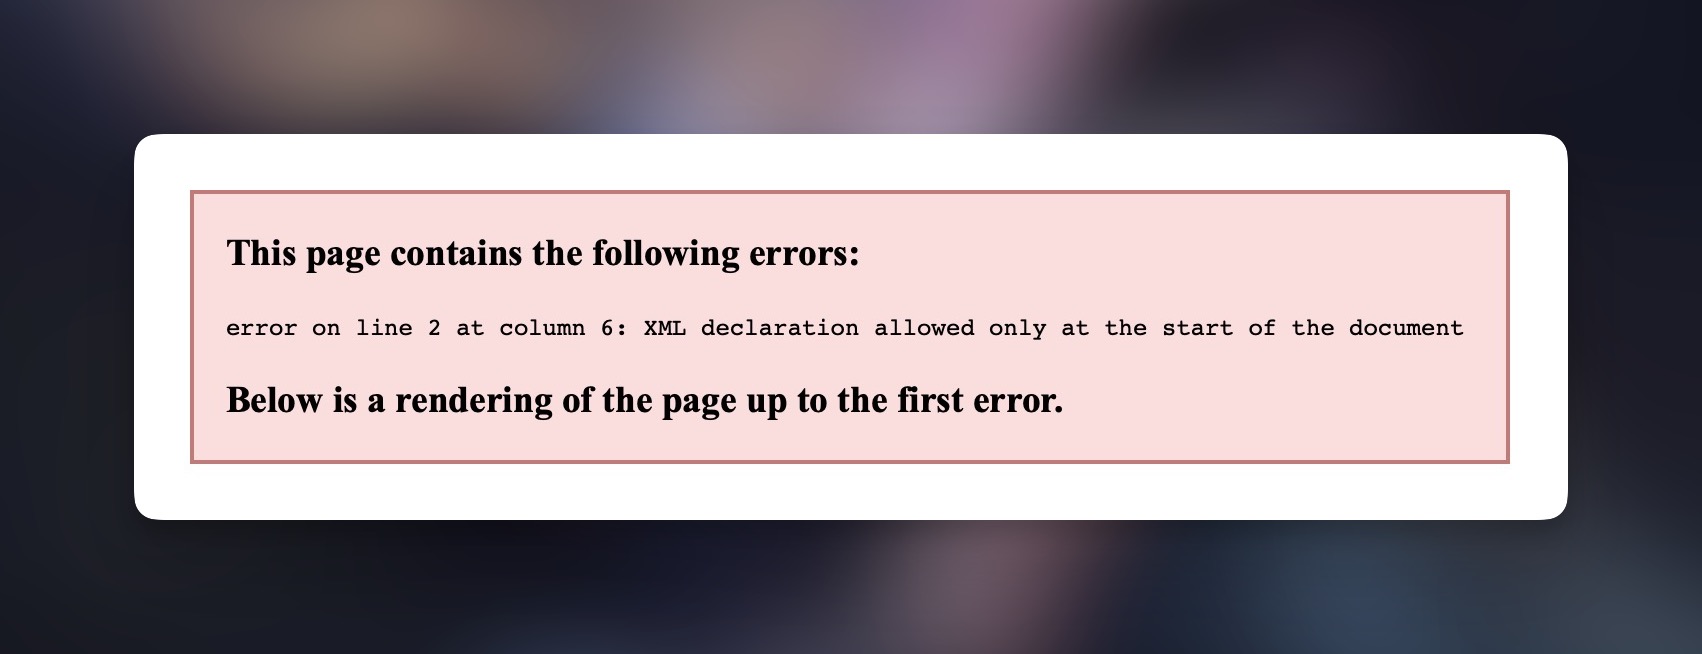 This page contains the following errors:
error on line 2 at column 6: XML declaration allowed only at the start of the document
Below is a rendering of the page up to the first error.